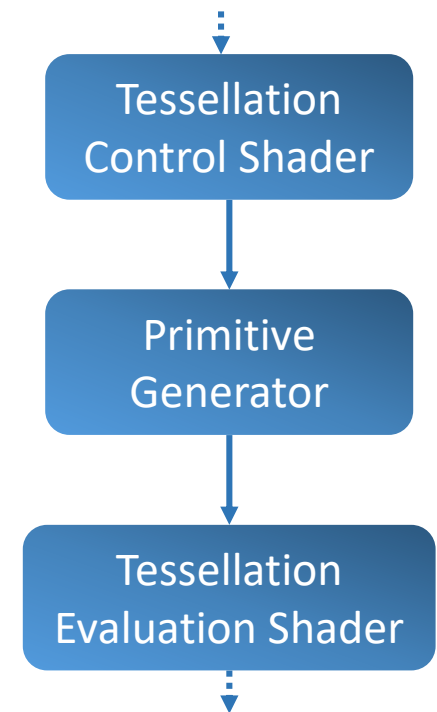 Tessellation
Control Shader
Primitive
Generator
Tessellation
Evaluation Shader